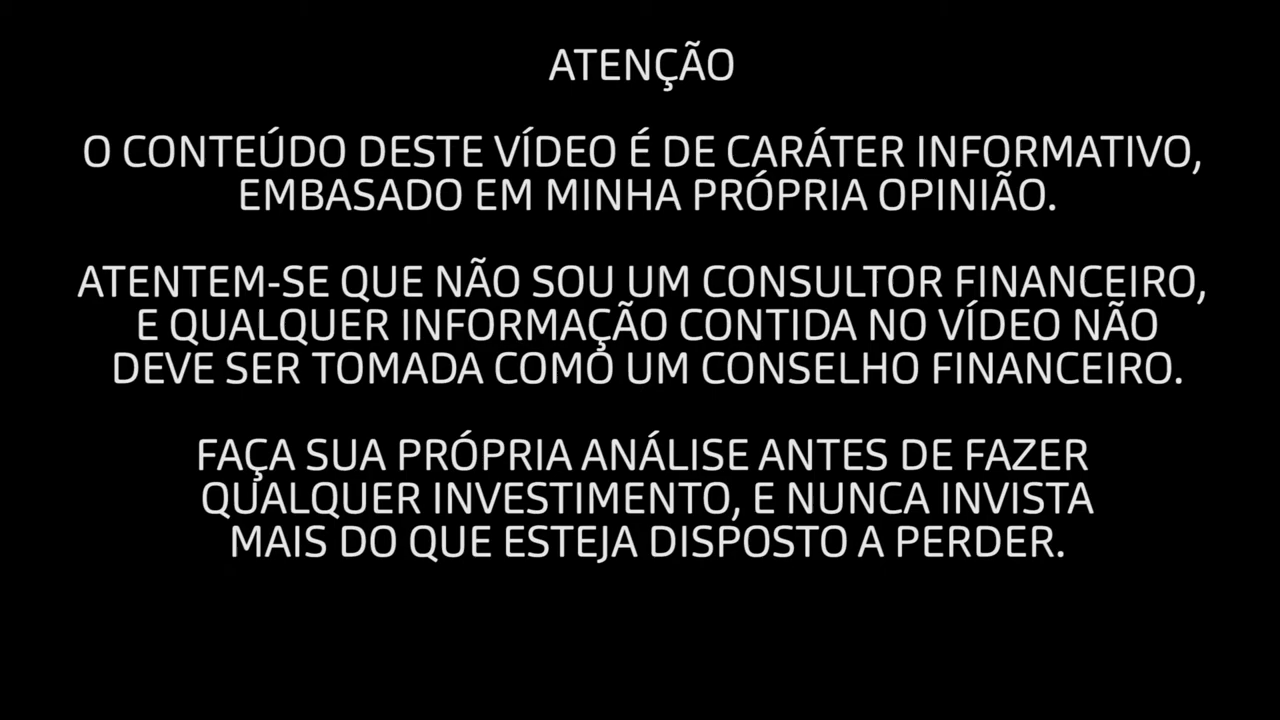 ATENÇÃO
O CONTEÚDO DESTE VÍDEO É DE CARÁTER INFORMATIVO,
EMBASADO EM MINHA PRÓPRIA OPINIÃO.
ATENTEM-SE QUE NÃO SOU UM CONSULTOR FINANCEIRO,
E QUALQUER INFORMAÇÃO CONTIDA NO VÍDEO NÃO
DEVE SER TOMADA COMO UM CONSELHO FINANCEIRO.
FAÇA SUA PRÓPRIA ANÁLISE ANTES DE FAZER
QUALQUER INVESTIMENTO, E NUNCA INVISTA
MAIS DO QUE ESTEJA DISPOSTO A PERDER.